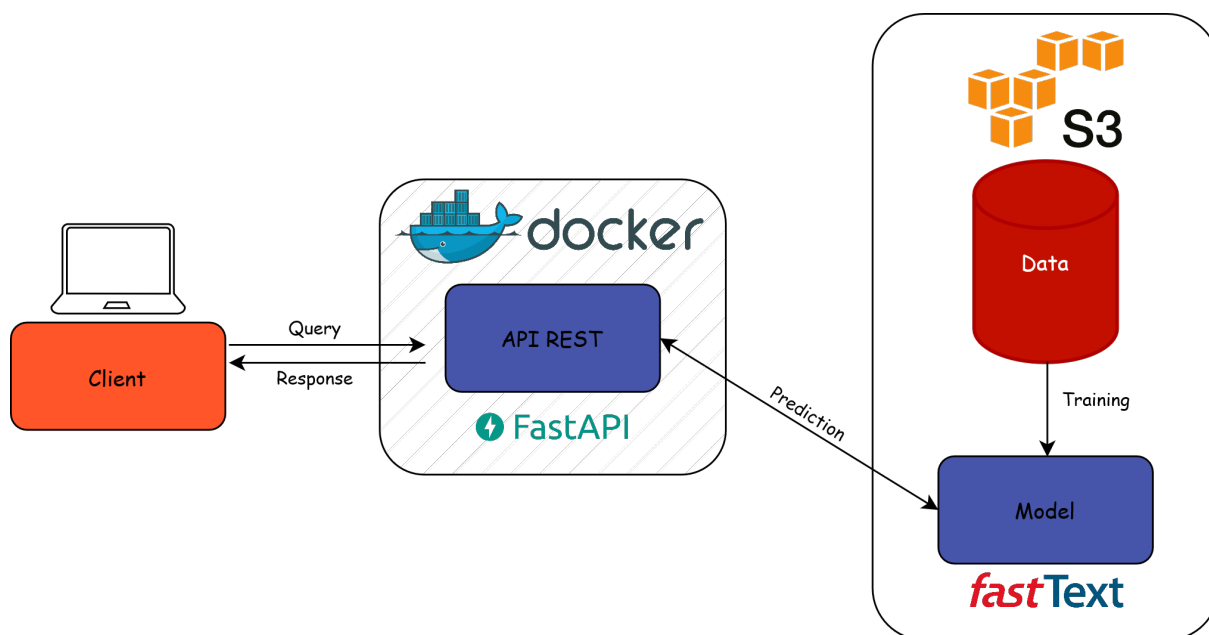 S3
docker
Data
Query
API REST
Client
Response
Prediction
Training
FastAPI
Model
fastText